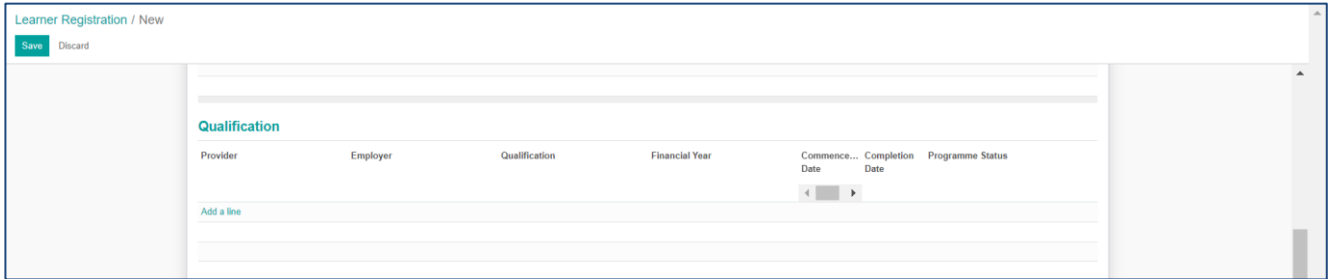 Learner Registration / New
Save Discard
Qualification
Provider Employer Qualification Financial Year Commence... Completion Programme Status
Date Date
Add a line